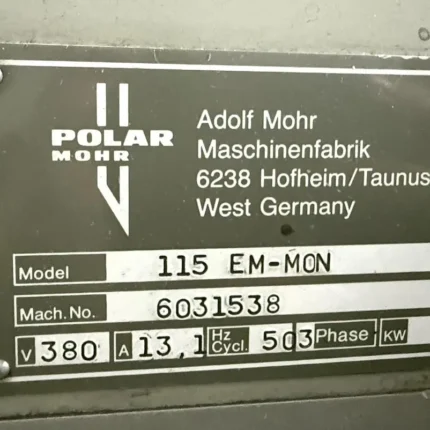 POLAR
MOHR
Adolf Mohr
Maschinenfabrik
6238 Hofheim/Taunus
West Germany
Model 115 EM-MON
Mach. No. 6031538
V 380 A 13,1 Hz Cycl. 50 3 Phase KW